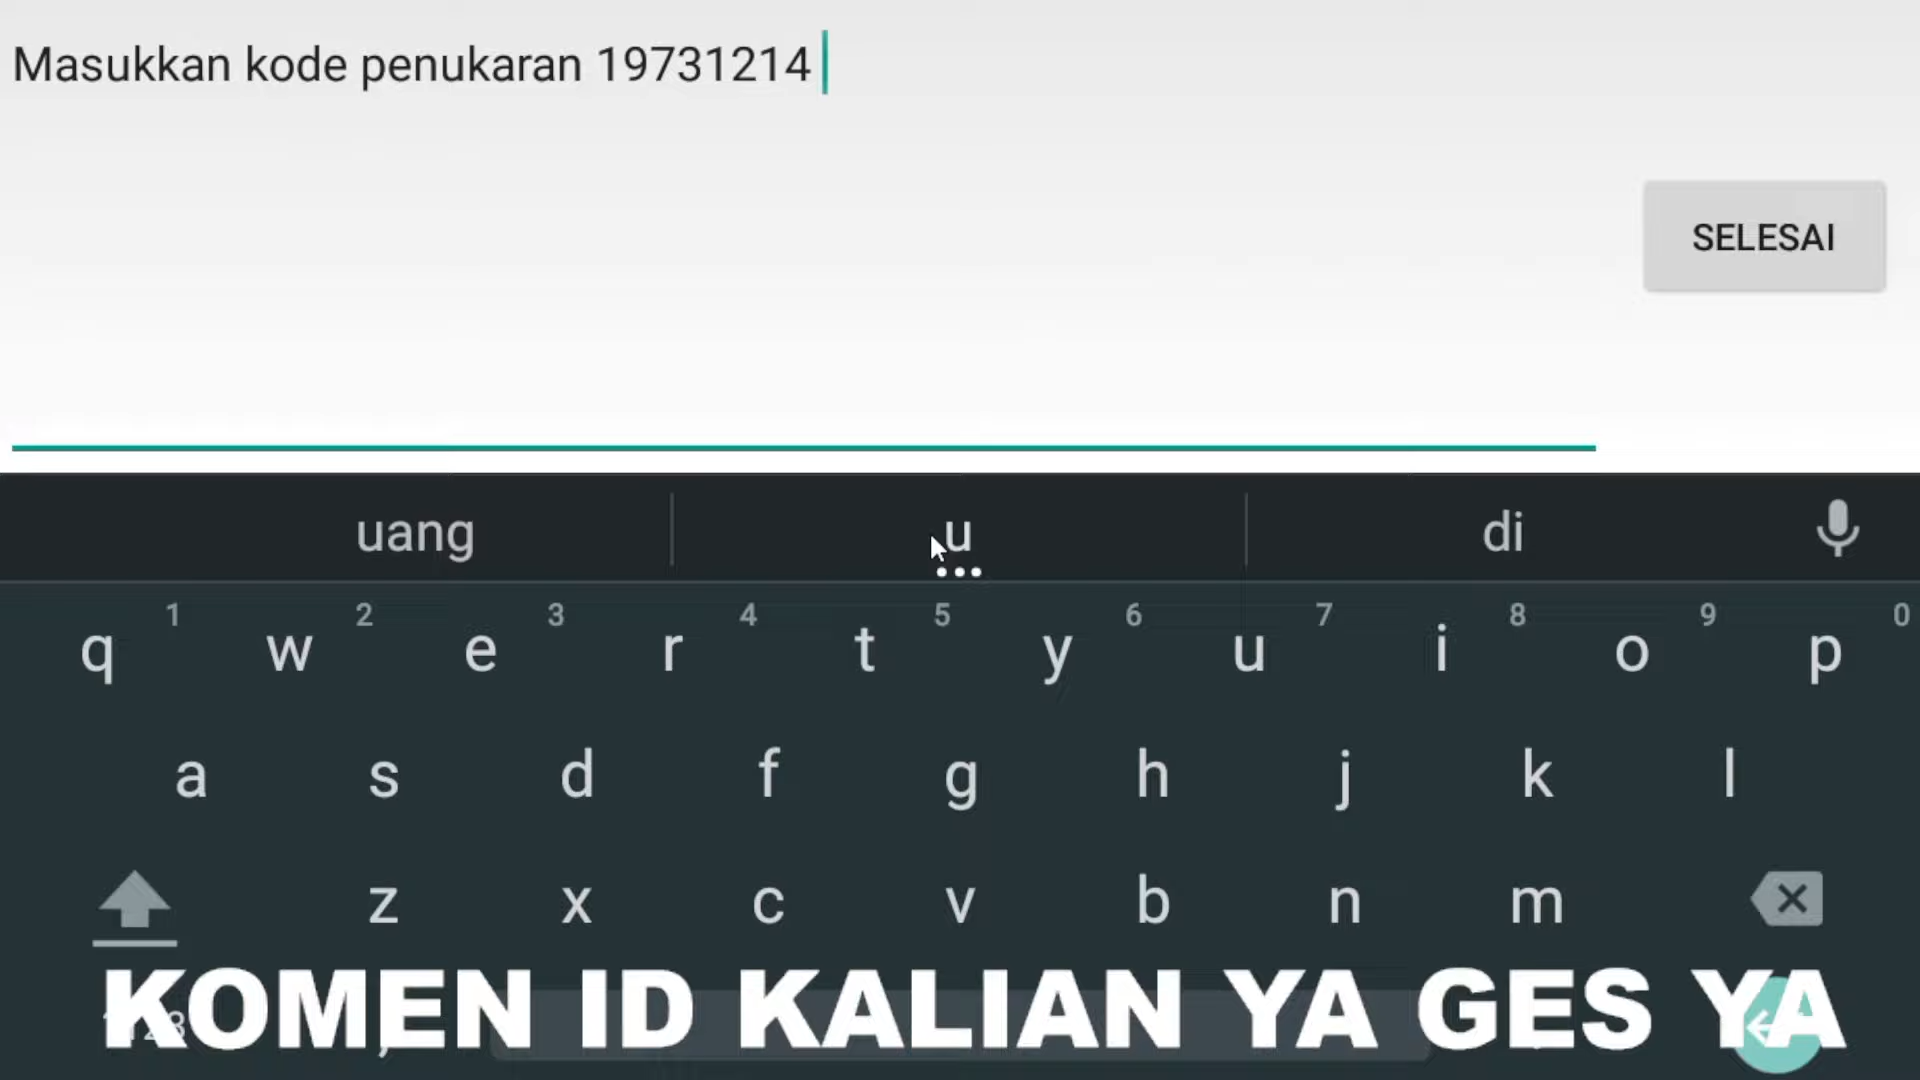 Masukkan kode penukaran 19731214
SELESAI
uang u di
1 2 3 4 5 6 7 8 9 0
q w e r t y u i o p
a s d f g h j k l
z x c v b n m
KOMEN ID KALIAN YA GES YA